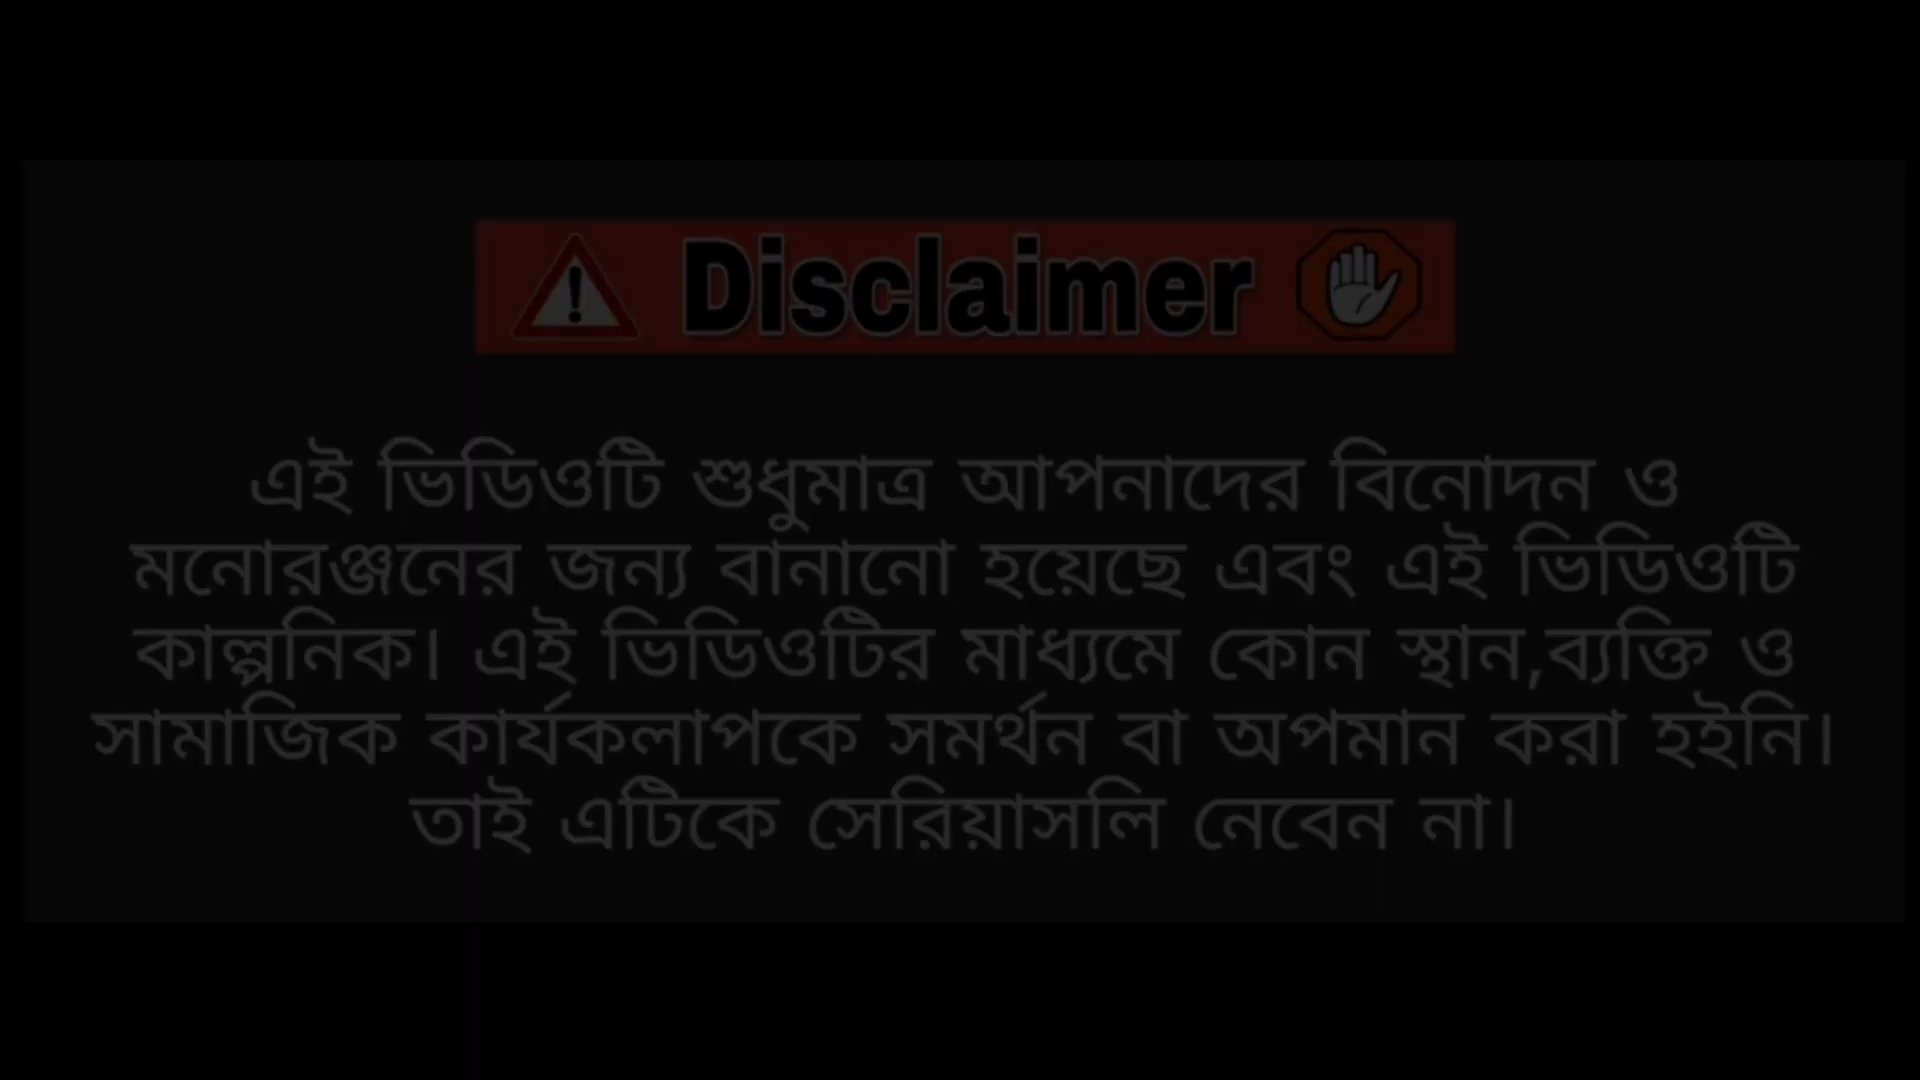 Disclaimer
এই ভিডিওটি শুধুমাত্র আপনাদের বিনোদন ও
মনোরঞ্জনের জন্য বানানো হয়েছে এবং এই ভিডিওটি
কাল্পনিক। এই ভিডিওটির মাধ্যমে কোন স্থান,ব্যক্তি ও
সামাজিক কার্যকলাপকে সমর্থন বা অপমান করা হইনি।
তাই এটিকে সেরিয়াসলি নেবেন না।